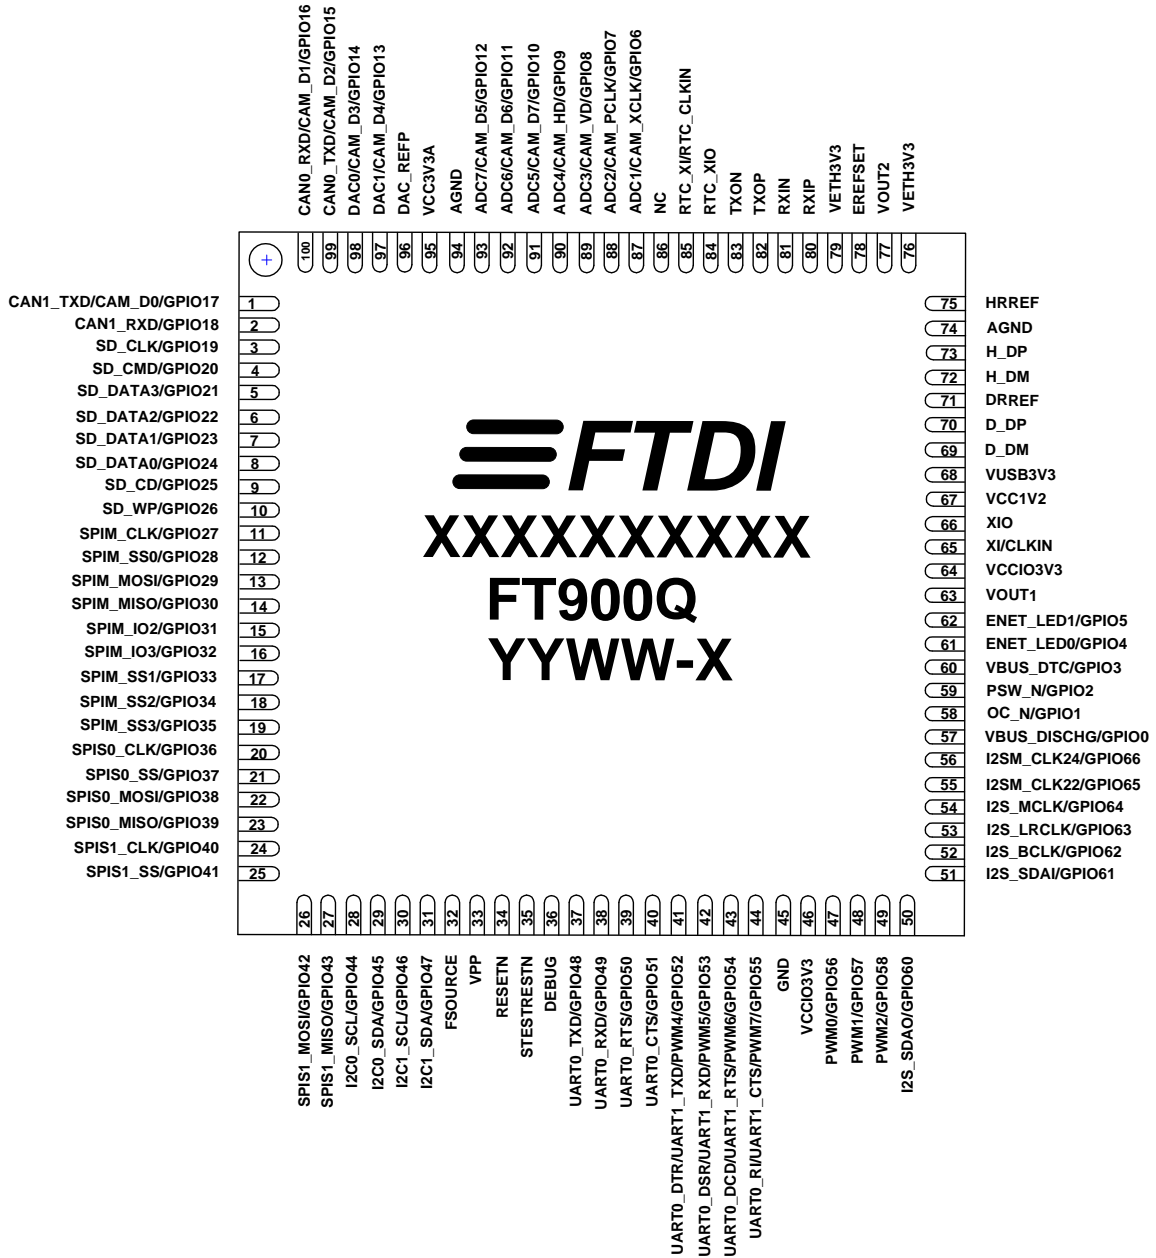 CAN0_RXD/CAM_D1/GPIO16
CAN0_TXD/CAM_D2/GPIO15
DAC0/CAM_D3/GPIO14
DAC1/CAM_D4/GPIO13
DAC_REFP
VCC3V3A
AGND
ADC7/CAM_D5/GPIO12
ADC6/CAM_D6/GPIO11
ADC5/CAM_D7/GPIO10
ADC4/CAM_HD/GPIO9
ADC3/CAM_VD/GPIO8
ADC2/CAM_PCLK/GPIO7
ADC1/CAM_XCLK/GPIO6
NC
RTC_XI/RTC_CLKIN
RTC_XIO
TXON
TXOP
RXIN
RXIP
VETH3V3
EREFSET
VOUT2
VETH3V3
100
99
98
97
96
95
94
93
92
91
90
89
88
87
86
85
84
83
82
81
80
79
78
77
76
CAN1_TXD/CAM_D0/GPIO17 1
CAN1_RXD/GPIO18 2
SD_CLK/GPIO19 3
SD_CMD/GPIO20 4
SD_DATA3/GPIO21 5
SD_DATA2/GPIO22 6
SD_DATA1/GPIO23 7
SD_DATA0/GPIO24 8
SD_CD/GPIO25 9
SD_WP/GPIO26 10
SPIM_CLK/GPIO27 11
SPIM_SS0/GPIO28 12
SPIM_MOSI/GPIO29 13
SPIM_MISO/GPIO30 14
SPIM_IO2/GPIO31 15
SPIM_IO3/GPIO32 16
SPIM_SS1/GPIO33 17
SPIM_SS2/GPIO34 18
SPIM_SS3/GPIO35 19
SPIS0_CLK/GPIO36 20
SPIS0_SS/GPIO37 21
SPIS0_MOSI/GPIO38 22
SPIS0_MISO/GPIO39 23
SPIS1_CLK/GPIO40 24
SPIS1_SS/GPIO41 25
FTDI
XXXXXXXXXX
FT900Q
YYWW-X
75 HRREF
74 AGND
73 H_DP
72 H_DM
71 DRREF
70 D_DP
69 D_DM
68 VUSB3V3
67 VCC1V2
66 XIO
65 XI/CLKIN
64 VCCIO3V3
63 VOUT1
62 ENET_LED1/GPIO5
61 ENET_LED0/GPIO4
60 VBUS_DTC/GPIO3
59 PSW_N/GPIO2
58 OC_N/GPIO1
57 VBUS_DISCHG/GPIO0
56 I2SM_CLK24/GPIO66
55 I2SM_CLK22/GPIO65
54 I2S_MCLK/GPIO64
53 I2S_LRCLK/GPIO63
52 I2S_BCLK/GPIO62
51 I2S_SDAI/GPIO61
26
27
28
29
30
31
32
33
34
35
36
37
38
39
40
41
42
43
44
45
46
47
48
49
50
SPIS1_MOSI/GPIO42
SPIS1_MISO/GPIO43
I2C0_SCL/GPIO44
I2C0_SDA/GPIO45
I2C1_SCL/GPIO46
I2C1_SDA/GPIO47
FSOURCE
VPP
RESETN
STESTRESTN
DEBUG
UART0_TXD/GPIO48
UART0_RXD/GPIO49
UART0_RTS/GPIO50
UART0_CTS/GPIO51
UART0_DTR/UART1_TXD/PWM4/GPIO52
UART0_DSR/UART1_RXD/PWM5/GPIO53
UART0_DCD/UART1_RTS/PWM6/GPIO54
UART0_RI/UART1_CTS/PWM7/GPIO55
GND
VCCIO3V3
PWM0/GPIO56
PWM1/GPIO57
PWM2/GPIO58
I2S_SDAO/GPIO60